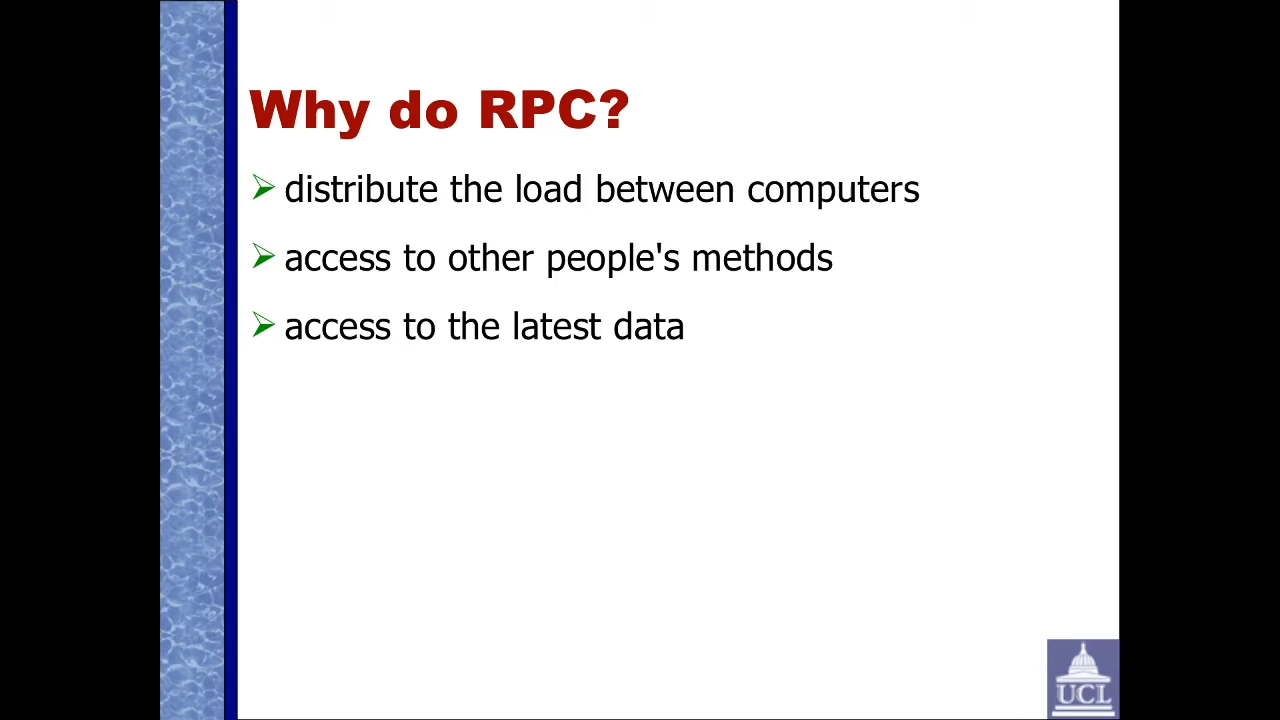 Why do RPC?
distribute the load between computers
access to other people's methods
access to the latest data
UCL